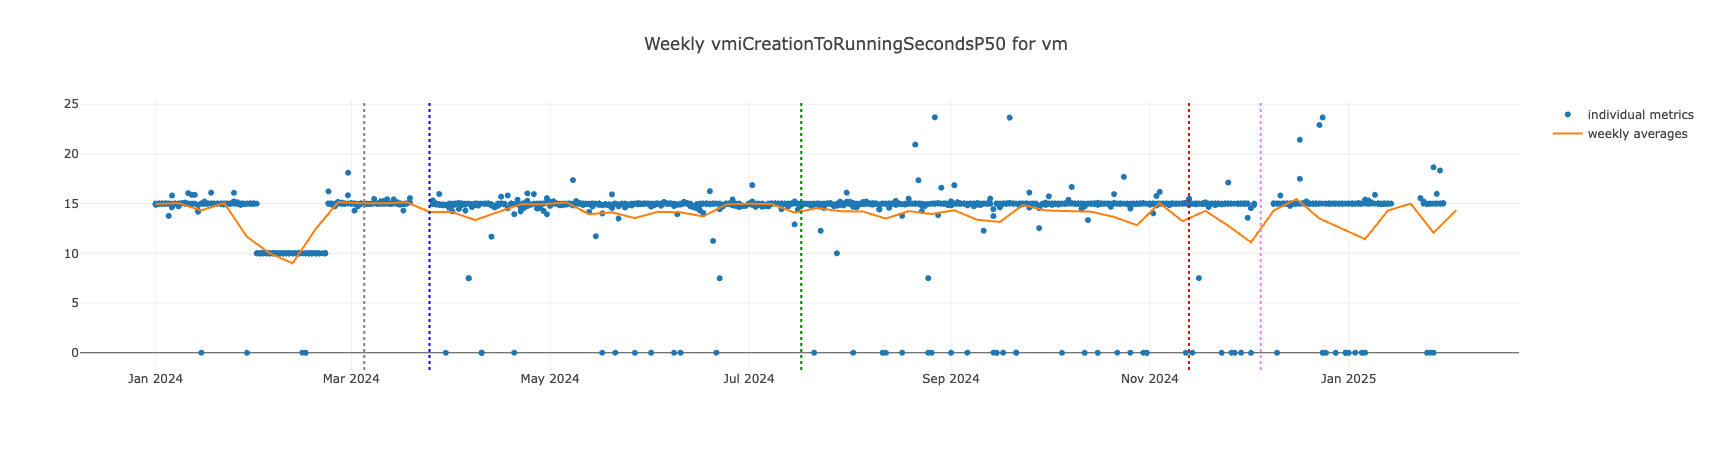 Weekly vmiCreationToRunningSecondsP50 for vm
25
20
15
10
5
0
Jan 2024
Mar 2024
May 2024
Jul 2024
Sep 2024
Nov 2024
Jan 2025
individual metrics
weekly averages